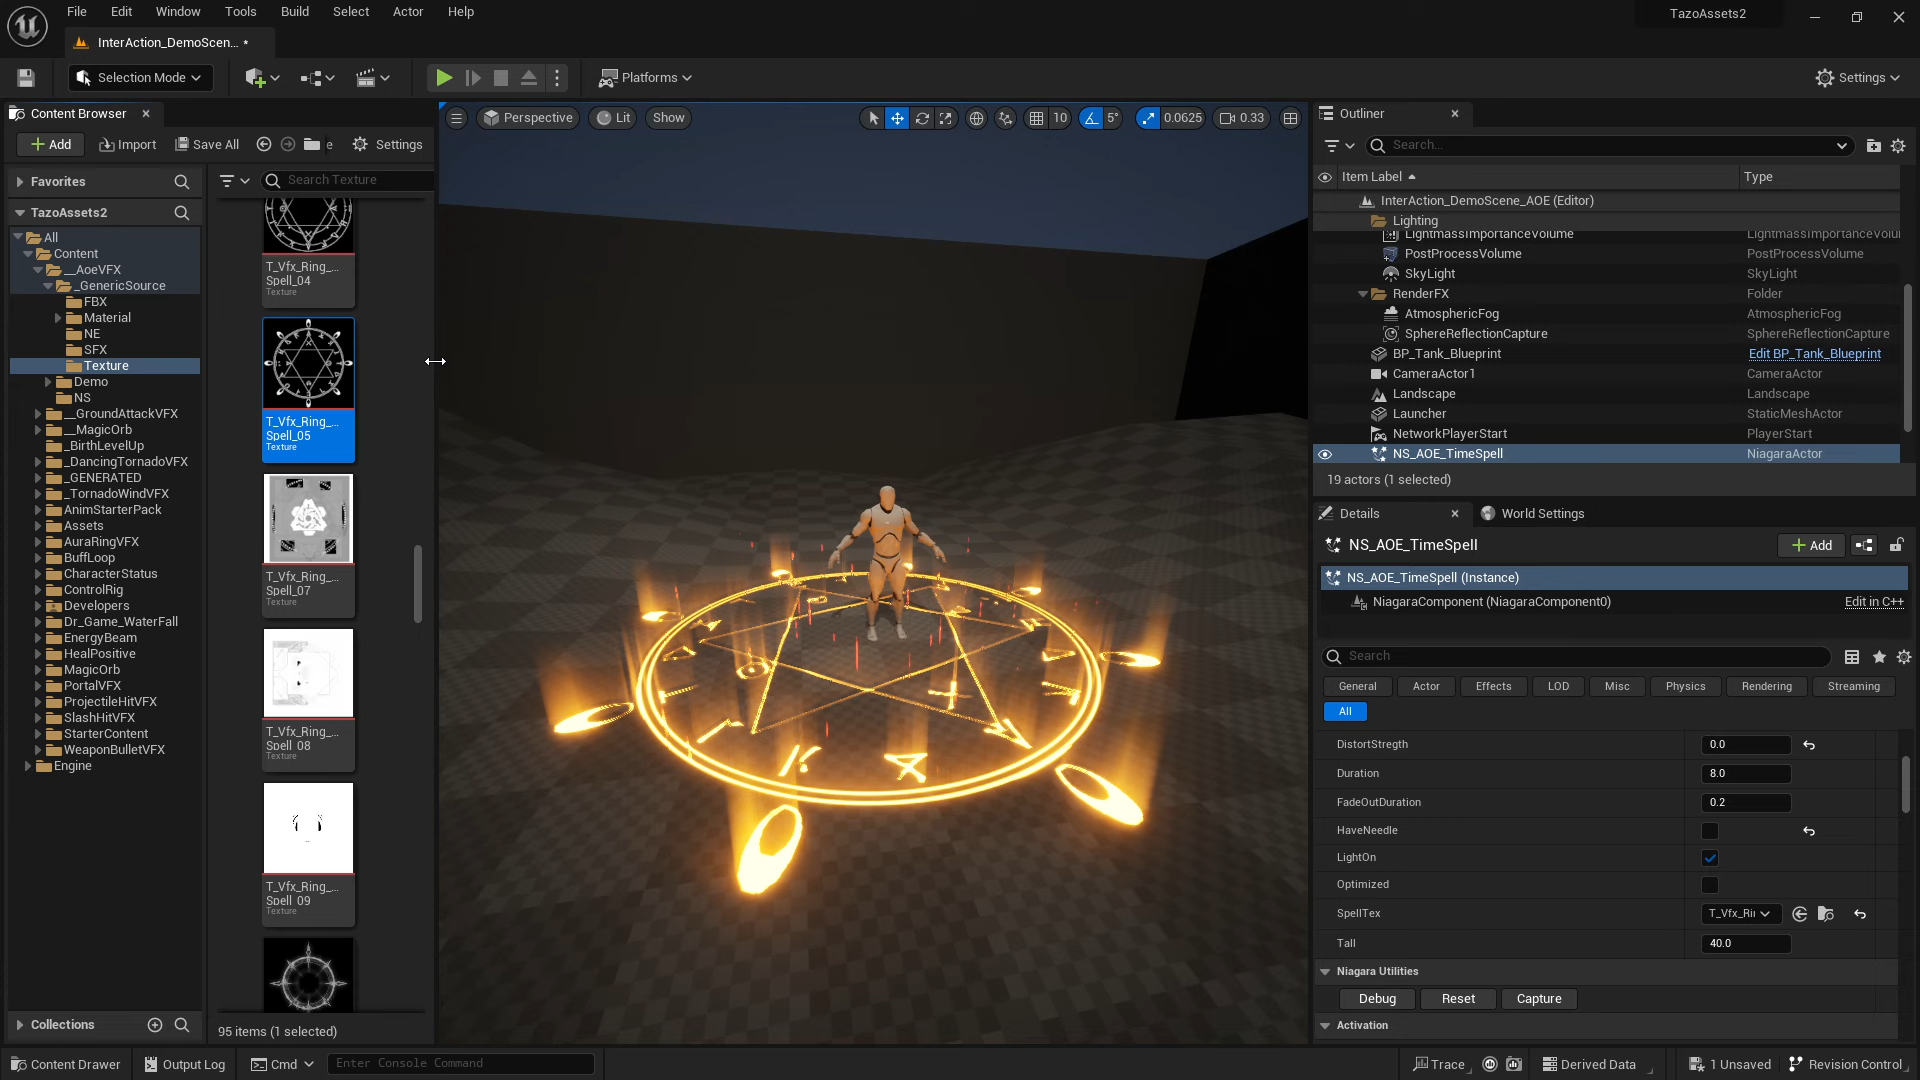 File Edit Window Tools Build Select Actor Help
TazoAssets2
InterAction_DemoScen... •
Selection Mode
Platforms
Settings
Content Browser
Add Import Save All e Settings
Favorites
TazoAssets2
All
Content
__AoeVFX
_GenericSource
FBX
Material
NE
SFX
Texture
Demo
NS
__GroundAttackVFX
__MagicOrb
_BirthLevelUp
_DancingTornadoVFX
_GENERATED
_TornadoWindVFX
AnimStarterPack
Assets
AuraRingVFX
BuffLoop
CharacterStatus
ControlRig
Developers
Dr_Game_WaterFall
EnergyBeam
HealPositive
MagicOrb
PortalVFX
ProjectileHitVFX
SlashHitVFX
StarterContent
WeaponBulletVFX
Engine
Collections
Search Texture
T_Vfx_Ring_...
Spell_04
Texture
T_Vfx_Ring_...
Spell_05
Texture
T_Vfx_Ring_...
Spell_07
Texture
T_Vfx_Ring_...
Spell_08
Texture
T_Vfx_Ring_...
Spell_09
Texture
95 items (1 selected)
Perspective Lit Show
10 5° 0.0625 0.33
Outliner
Search...
Item Label Type
InterAction_DemoScene_AOE (Editor)
Lighting
LightmassImportanceVolume LightmassImportanceVolu
PostProcessVolume PostProcessVolume
SkyLight SkyLight
RenderFX Folder
AtmosphericFog AtmosphericFog
SphereReflectionCapture SphereReflectionCapture
BP_Tank_Blueprint Edit BP_Tank_Blueprint
CameraActor1 CameraActor
Landscape Landscape
Launcher StaticMeshActor
NetworkPlayerStart PlayerStart
NS_AOE_TimeSpell NiagaraActor
19 actors (1 selected)
Details World Settings
NS_AOE_TimeSpell Add
NS_AOE_TimeSpell (Instance)
NiagaraComponent (NiagaraComponent0) Edit in C++
Search
General Actor Effects LOD Misc Physics Rendering Streaming
All
DistortStregth 0.0
Duration 8.0
FadeOutDuration 0.2
HaveNeedle
LightOn
Optimized
SpellTex T_Vfx_Ri
Tall 40.0
Niagara Utilities
Debug Reset Capture
Activation
Content Drawer Output Log Cmd Enter Console Command
Trace Derived Data 1 Unsaved Revision Control